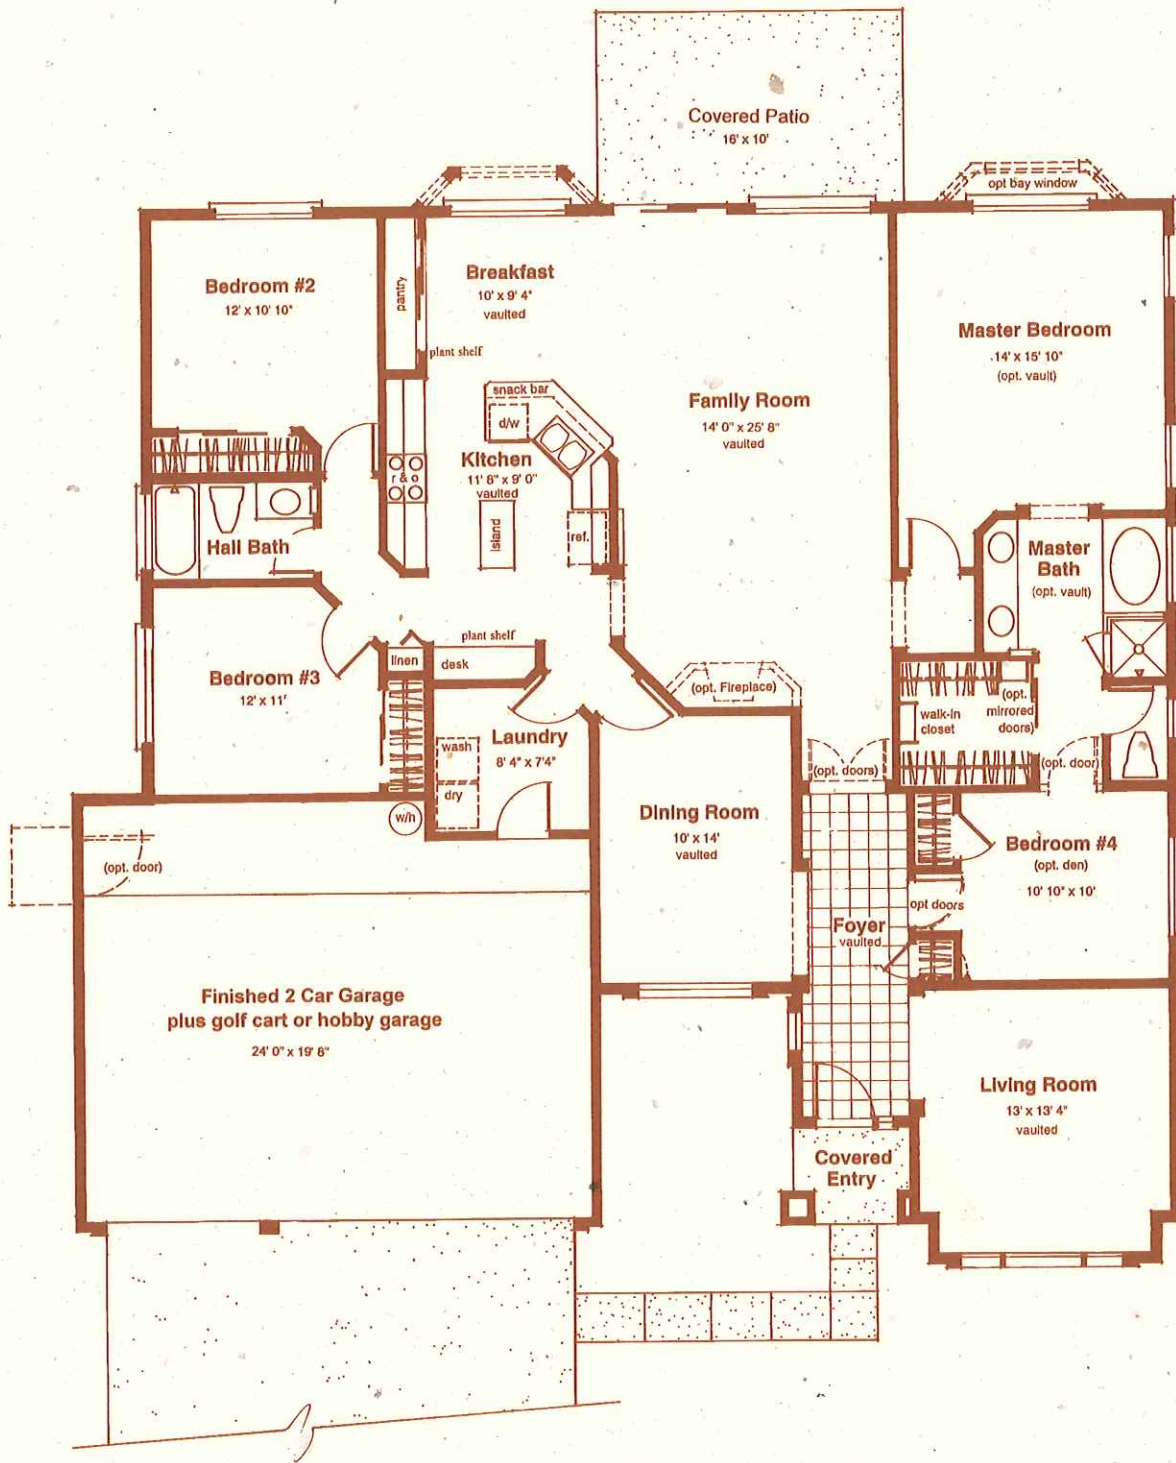 Covered Patio
16' x 10'
opt bay window
Bedroom #2
12' x 10' 10"
pantry
Breakfast
10' x 9' 4"
vaulted
plant shelf
Master Bedroom
14' x 15' 10"
(opt. vault)
snack bar
d/w
Family Room
14' 0" x 25' 8"
vaulted
Kitchen
11' 8" x 9' 0"
vaulted
r & o
island
ref.
Hall Bath
Master
Bath
(opt. vault)
plant shelf
linen
desk
Bedroom #3
12' x 11'
(opt. Fireplace)
walk-in
closet
(opt.
mirrored
doors)
Laundry
8' 4" x 7'4"
wash
dry
(opt. doors)
(opt. door)
w/h
Dining Room
10' x 14'
vaulted
Bedroom #4
(opt. den)
10' 10" x 10'
(opt. door)
opt doors
Foyer
vaulted
Finished 2 Car Garage
plus golf cart or hobby garage
24' 0" x 19' 8"
Living Room
13' x 13' 4"
vaulted
Covered
Entry